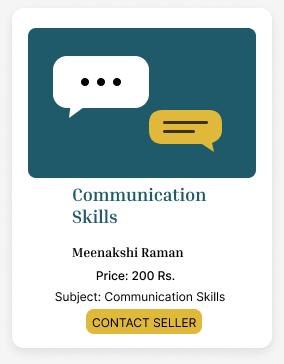 Communication
Skills
Meenakshi Raman
Price: 200 Rs.
Subject: Communication Skills
CONTACT SELLER